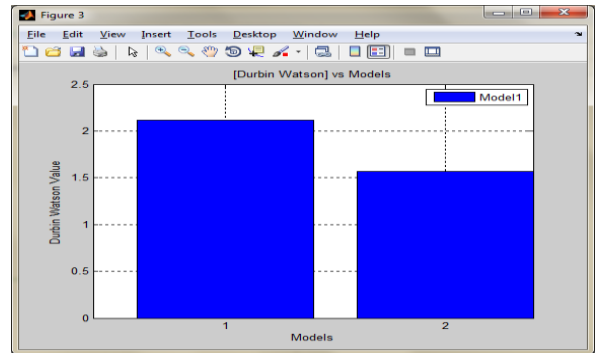 Figure 3
File Edit View Insert Tools Desktop Window Help
[Durbin Watson] vs Models
Model1
Durbin Watson Value
2.5
2
1.5
1
0.5
0
1 2
Models